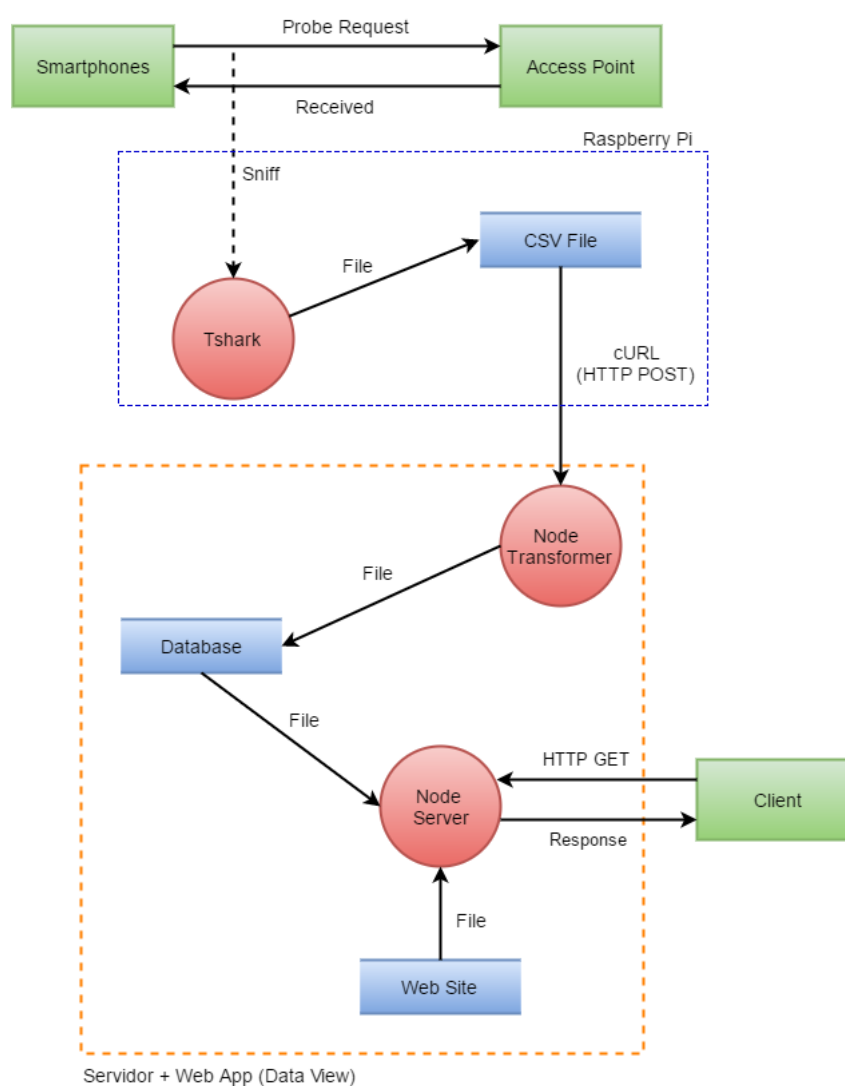 Probe Request
Smartphones
Access Point
Received
Raspberry Pi
Sniff
CSV File
File
Tshark
cURL
(HTTP POST)
Node
Transformer
File
Database
File
HTTP GET
Node
Server
Client
Response
File
Web Site
Servidor + Web App (Data View)